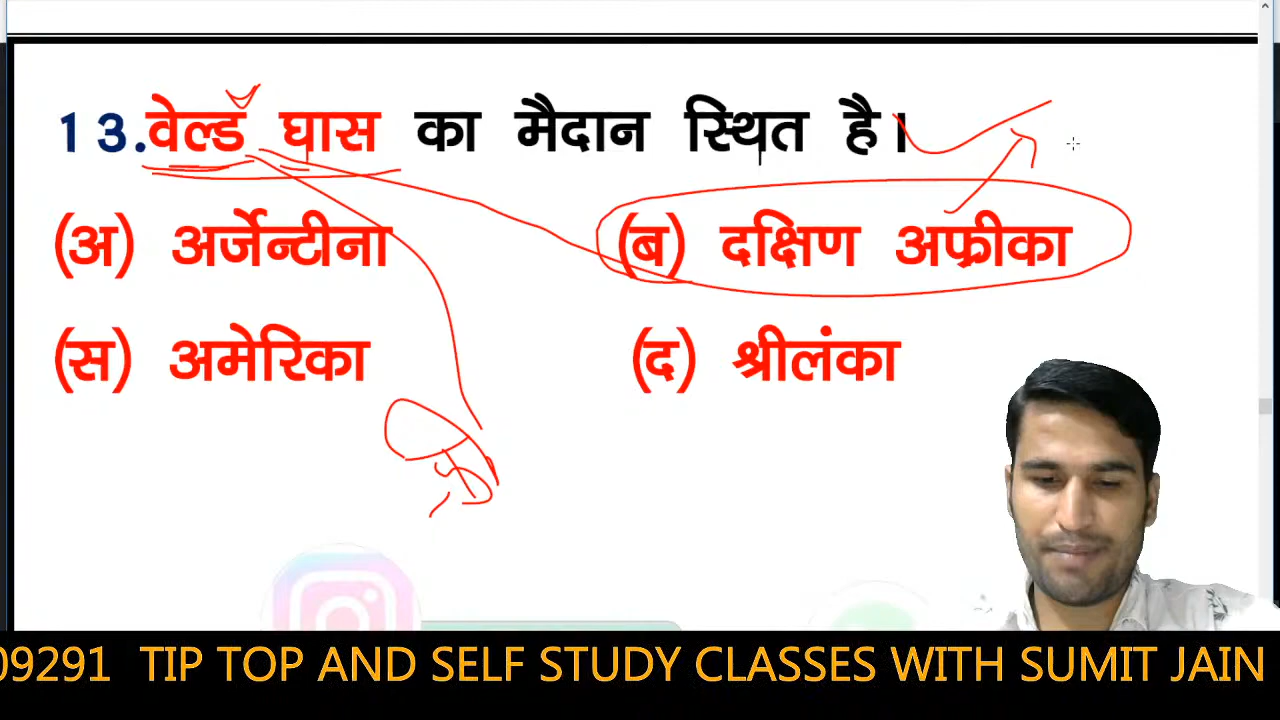 13.वेल्ड घास का मैदान स्थित है।
(अ) अर्जेन्टीना (ब) दक्षिण अफ्रीका
(स) अमेरिका (द) श्रीलंका
09291 TIP TOP AND SELF STUDY CLASSES WITH SUMIT JAIN